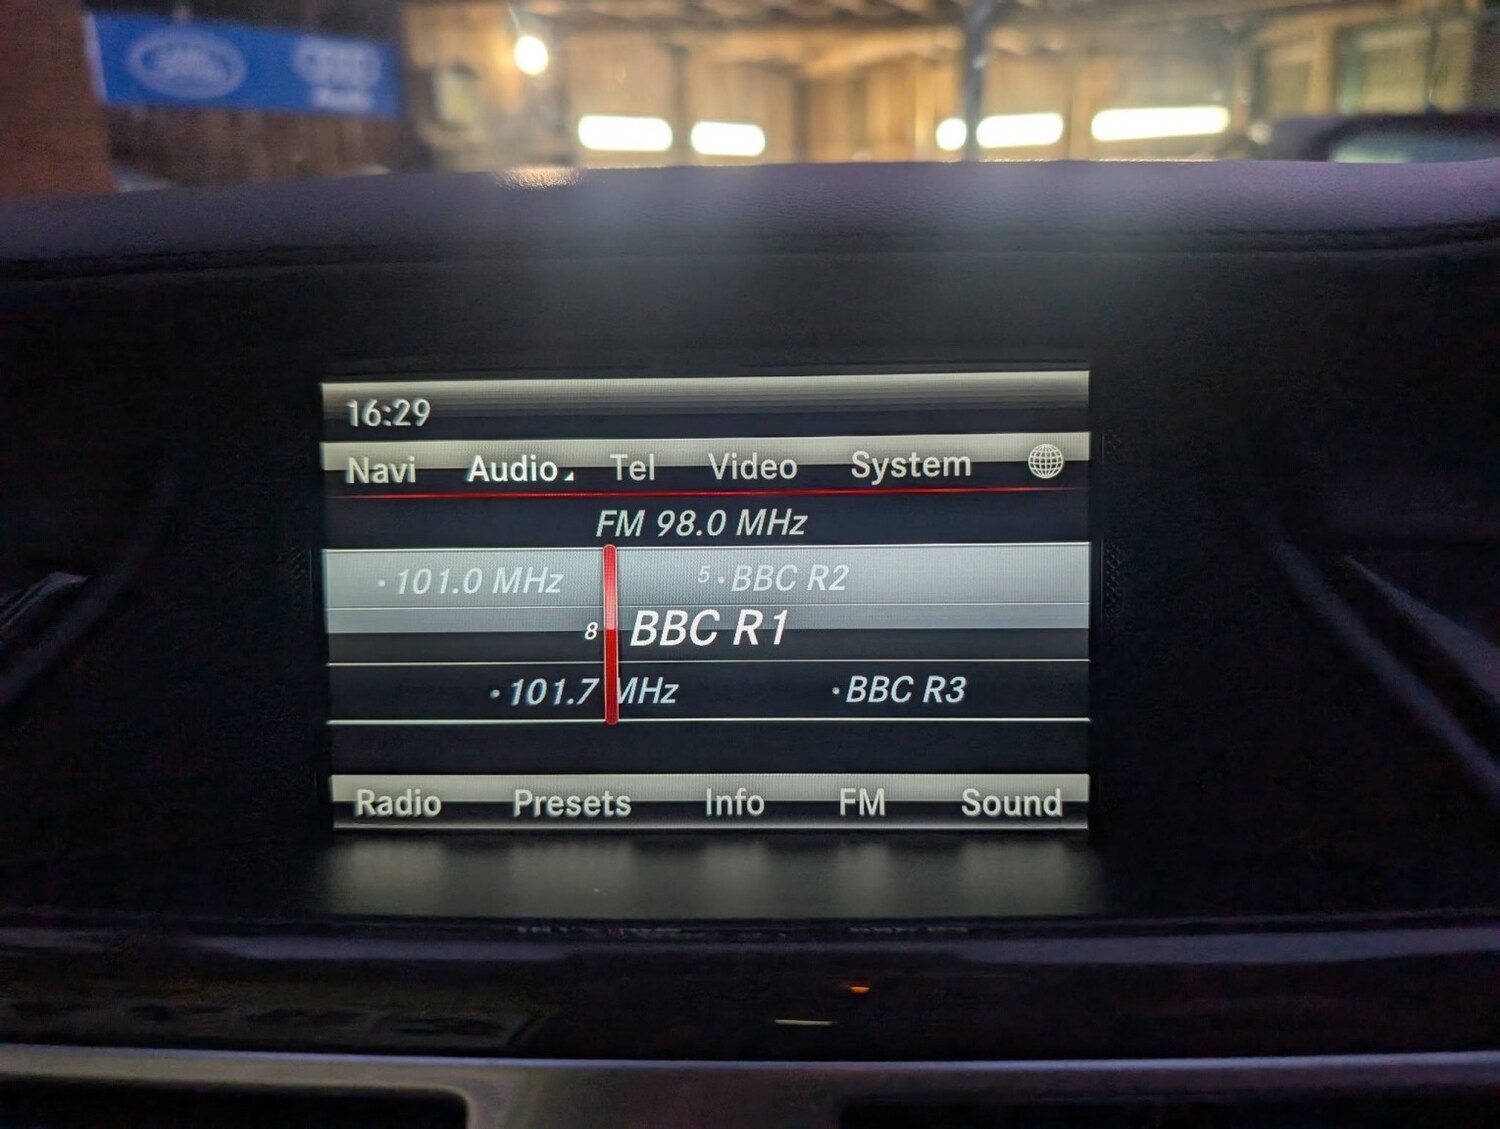 16:29
Navi Audio Tel Video System
FM 98.0 MHz
· 101.0 MHz 5 · BBC R2
8 BBC R1
· 101.7 MHz · BBC R3
Radio Presets Info FM Sound